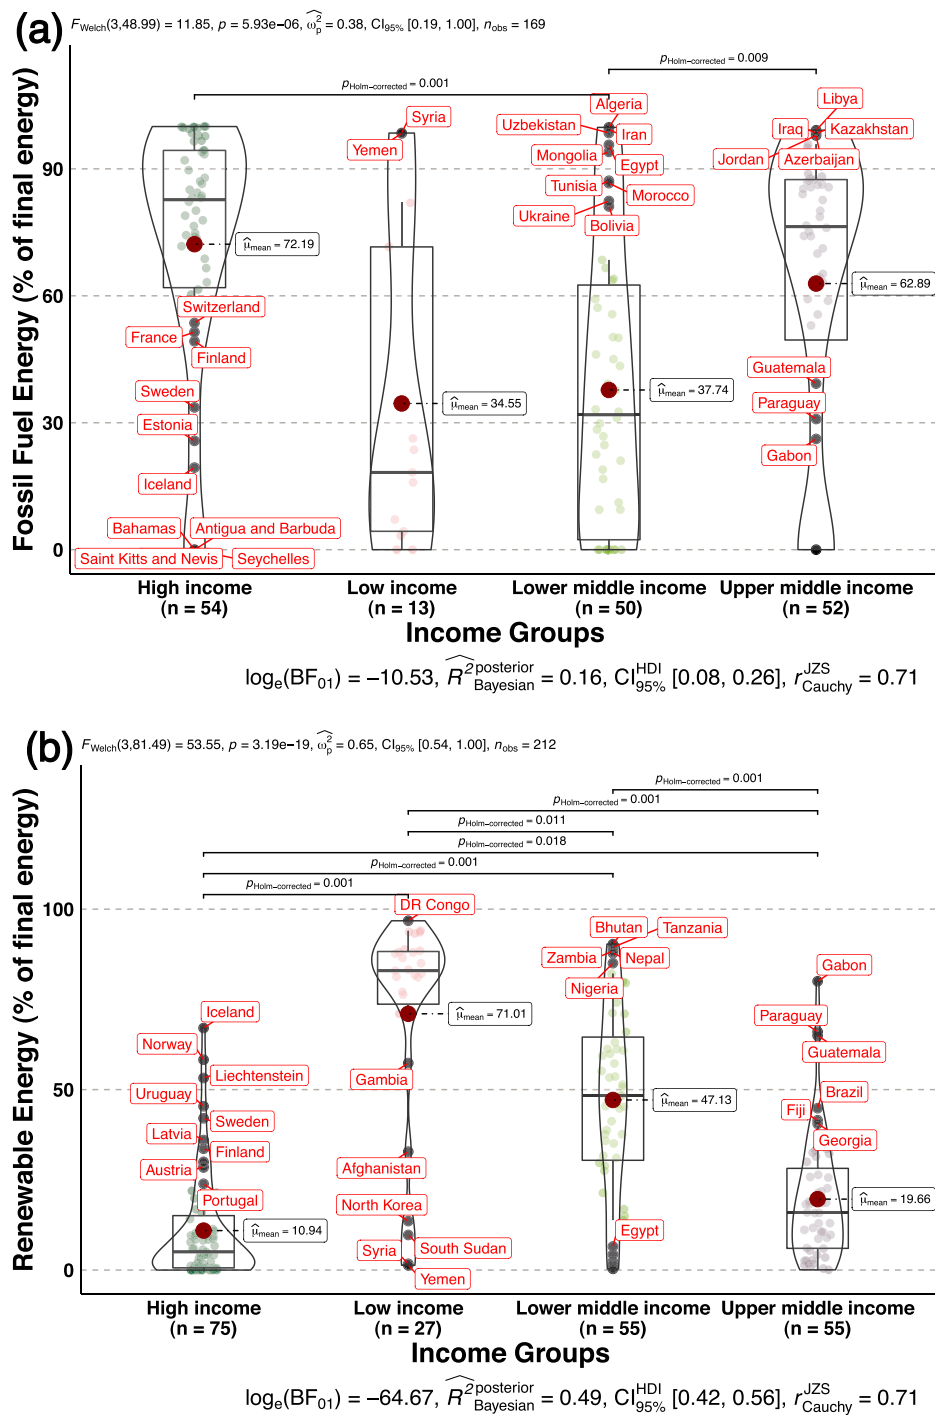 (a)
F_Welch(3,48.99) = 11.85, p = 5.93e−06, ω̂²_p = 0.38, CI_95% [0.19, 1.00], n_obs = 169
p_Holm−corrected = 0.009
p_Holm−corrected = 0.001
Fossil Fuel Energy (% of final energy)
90
60
30
0
Switzerland
France
Finland
Sweden
Estonia
Iceland
Bahamas
Antigua and Barbuda
Saint Kitts and Nevis
Seychelles
μ̂_mean = 72.19
Syria
Yemen
μ̂_mean = 34.55
Algeria
Uzbekistan
Iran
Mongolia
Egypt
Tunisia
Morocco
Ukraine
Bolivia
μ̂_mean = 37.74
Libya
Iraq
Kazakhstan
Jordan
Azerbaijan
μ̂_mean = 62.89
Guatemala
Paraguay
Gabon
High income
(n = 54)
Low income
(n = 13)
Lower middle income
(n = 50)
Upper middle income
(n = 52)
Income Groups
log_e(BF_01) = −10.53, R̂²^posterior_Bayesian = 0.16, CI^HDI_95% [0.08, 0.26], r^JZS_Cauchy = 0.71
(b)
F_Welch(3,81.49) = 53.55, p = 3.19e−19, ω̂²_p = 0.65, CI_95% [0.54, 1.00], n_obs = 212
p_Holm−corrected = 0.001
p_Holm−corrected = 0.001
p_Holm−corrected = 0.011
p_Holm−corrected = 0.018
p_Holm−corrected = 0.001
p_Holm−corrected = 0.001
Renewable Energy (% of final energy)
100
50
0
Iceland
Norway
Liechtenstein
Uruguay
Sweden
Latvia
Finland
Austria
Portugal
μ̂_mean = 10.94
DR Congo
μ̂_mean = 71.01
Gambia
Afghanistan
North Korea
South Sudan
Syria
Yemen
Bhutan
Tanzania
Zambia
Nepal
Nigeria
μ̂_mean = 47.13
Egypt
Gabon
Paraguay
Guatemala
Brazil
Fiji
Georgia
μ̂_mean = 19.66
High income
(n = 75)
Low income
(n = 27)
Lower middle income
(n = 55)
Upper middle income
(n = 55)
Income Groups
log_e(BF_01) = −64.67, R̂²^posterior_Bayesian = 0.49, CI^HDI_95% [0.42, 0.56], r^JZS_Cauchy = 0.71